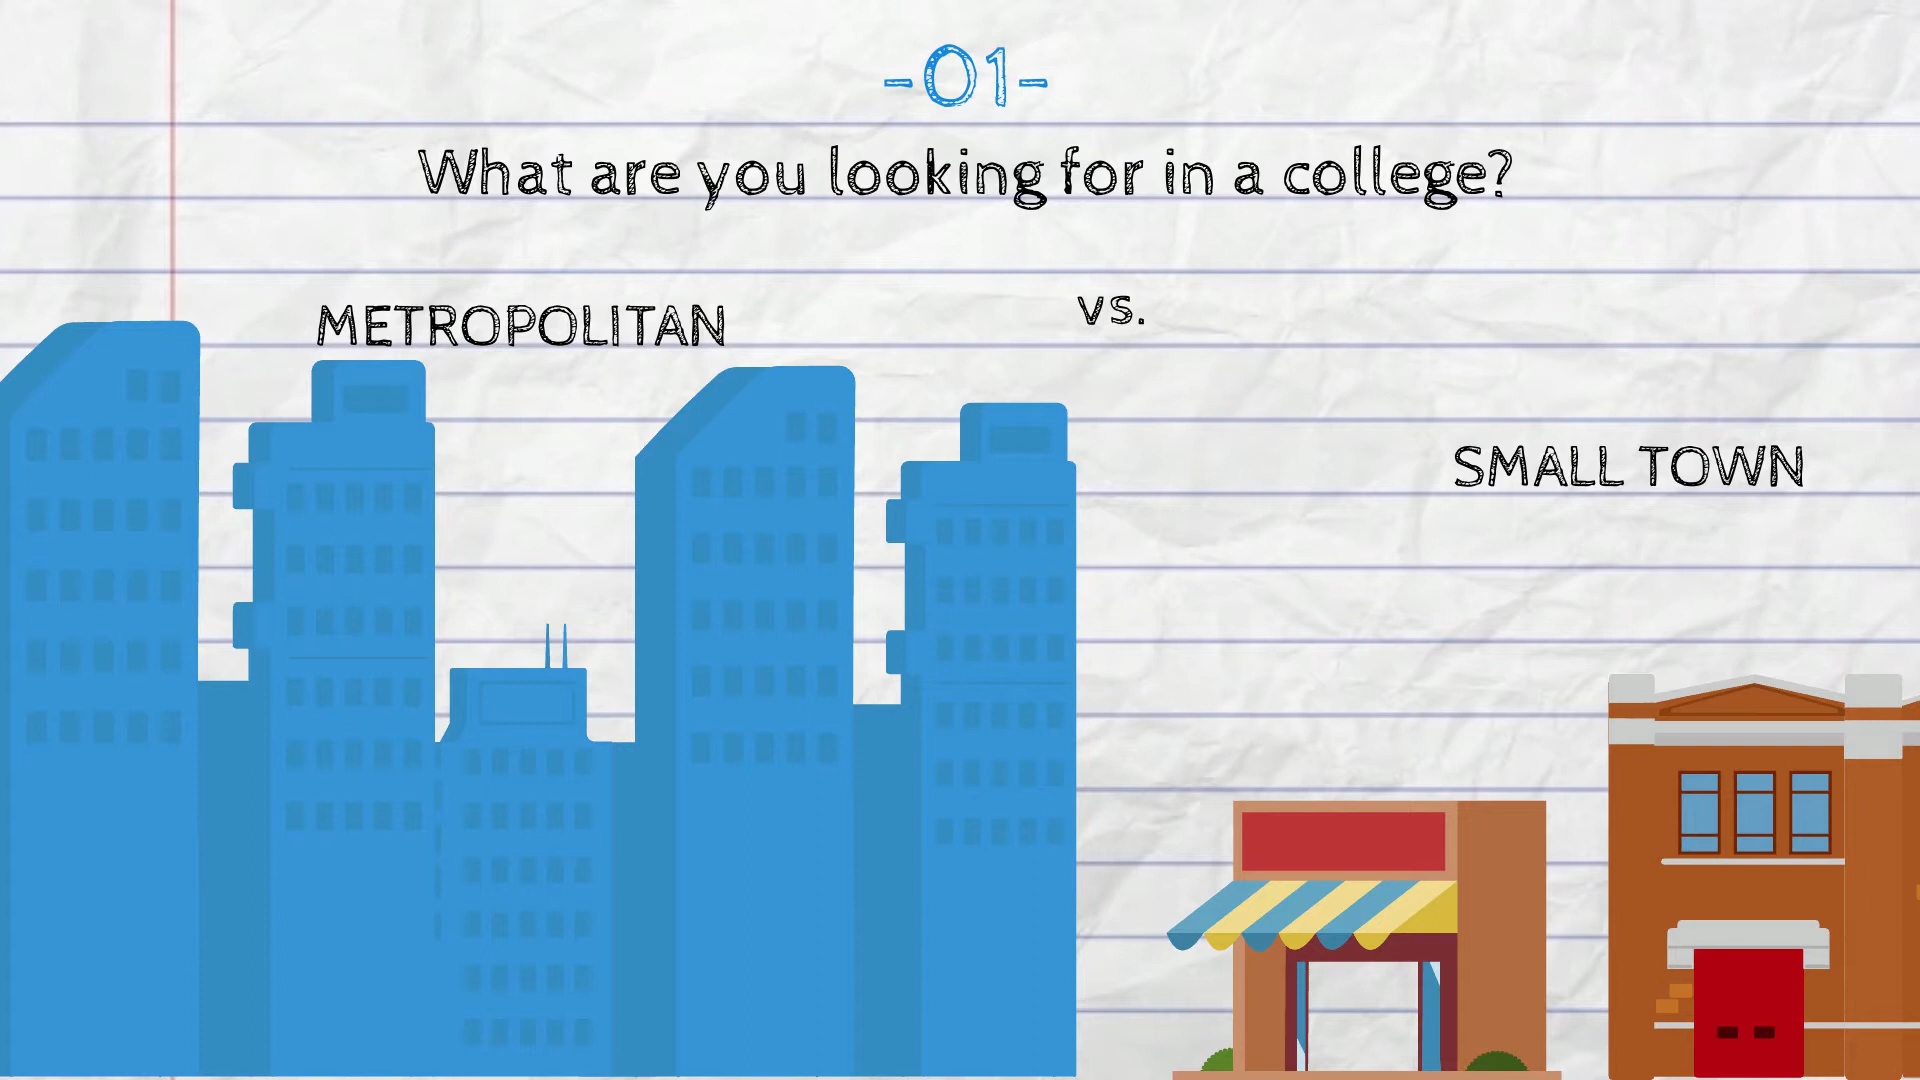 -01-
What are you looking for in a college?
METROPOLITAN
vs.
SMALL TOWN